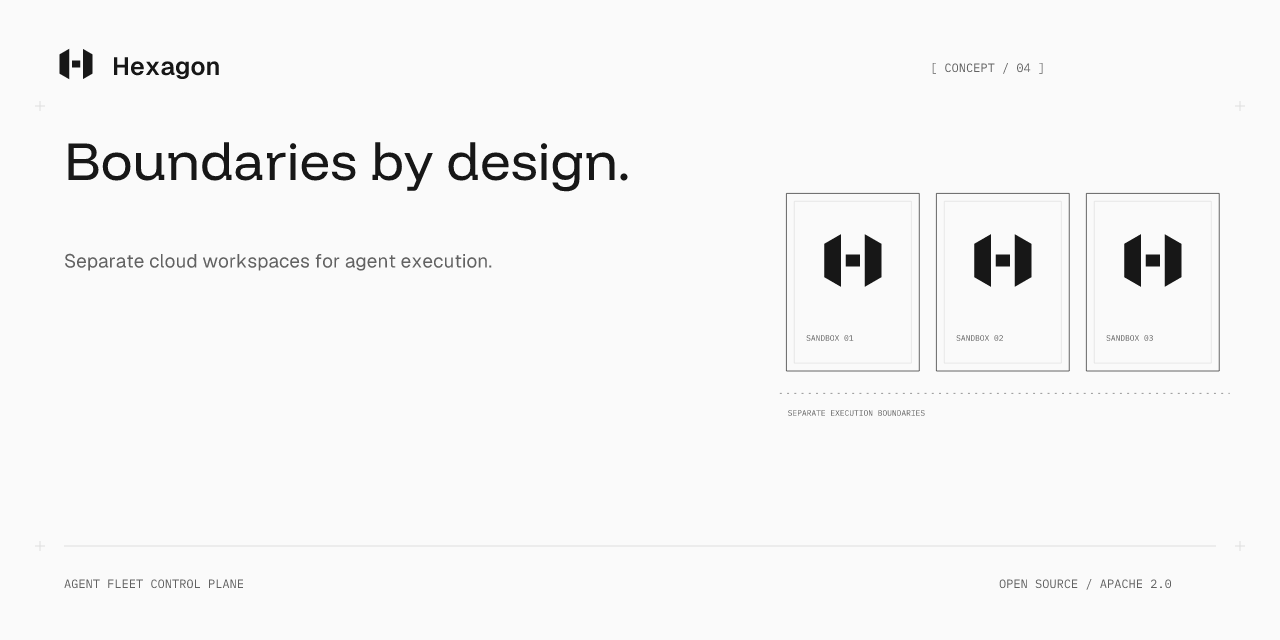 Hexagon
[ CONCEPT / 04 ]
Boundaries by design.
Separate cloud workspaces for agent execution.
SANDBOX 01
SANDBOX 02
SANDBOX 03
SEPARATE EXECUTION BOUNDARIES
AGENT FLEET CONTROL PLANE
OPEN SOURCE / APACHE 2.0